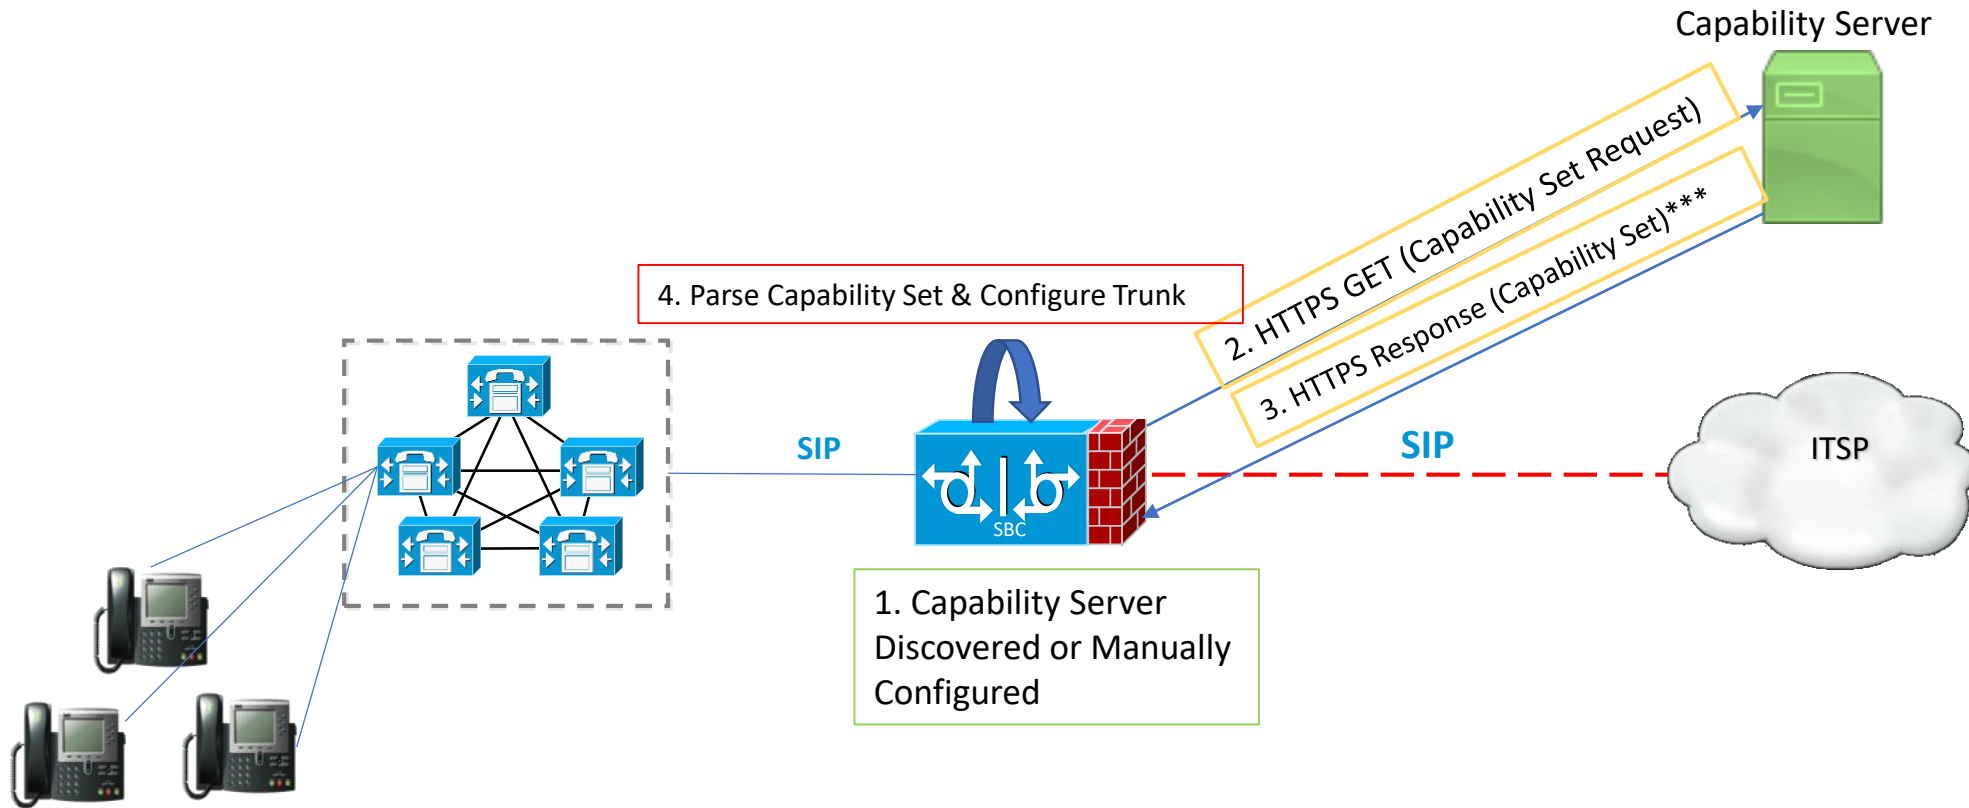 Capability Server
2. HTTPS GET (Capability Set Request)
3. HTTPS Response (Capability Set)***
4. Parse Capability Set & Configure Trunk
SIP
SIP
ITSP
SBC
1. Capability Server
Discovered or Manually
Configured